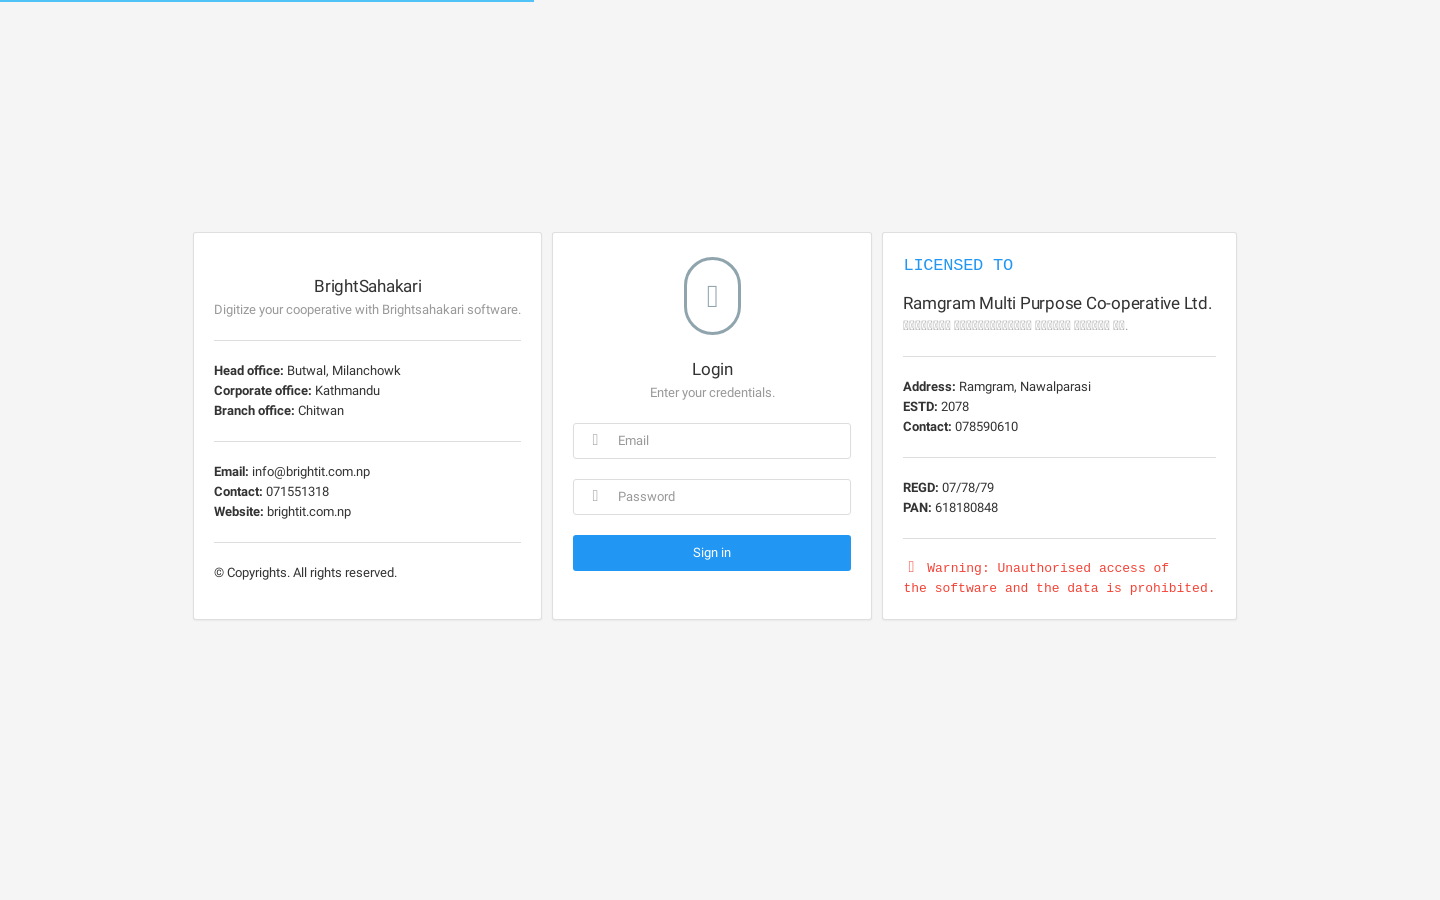 BrightSahakari
Digitize your cooperative with Brightsahakari software.
Head office: Butwal, Milanchowk
Corporate office: Kathmandu
Branch office: Chitwan
Email: info@brightit.com.np
Contact: 071551318
Website: brightit.com.np
© Copyrights. All rights reserved.
Login
Enter your credentials.
Email
Password
Sign in
LICENSED TO
Ramgram Multi Purpose Co-operative Ltd.
Address: Ramgram, Nawalparasi
ESTD: 2078
Contact: 078590610
REGD: 07/78/79
PAN: 618180848
Warning: Unauthorised access of
the software and the data is prohibited.